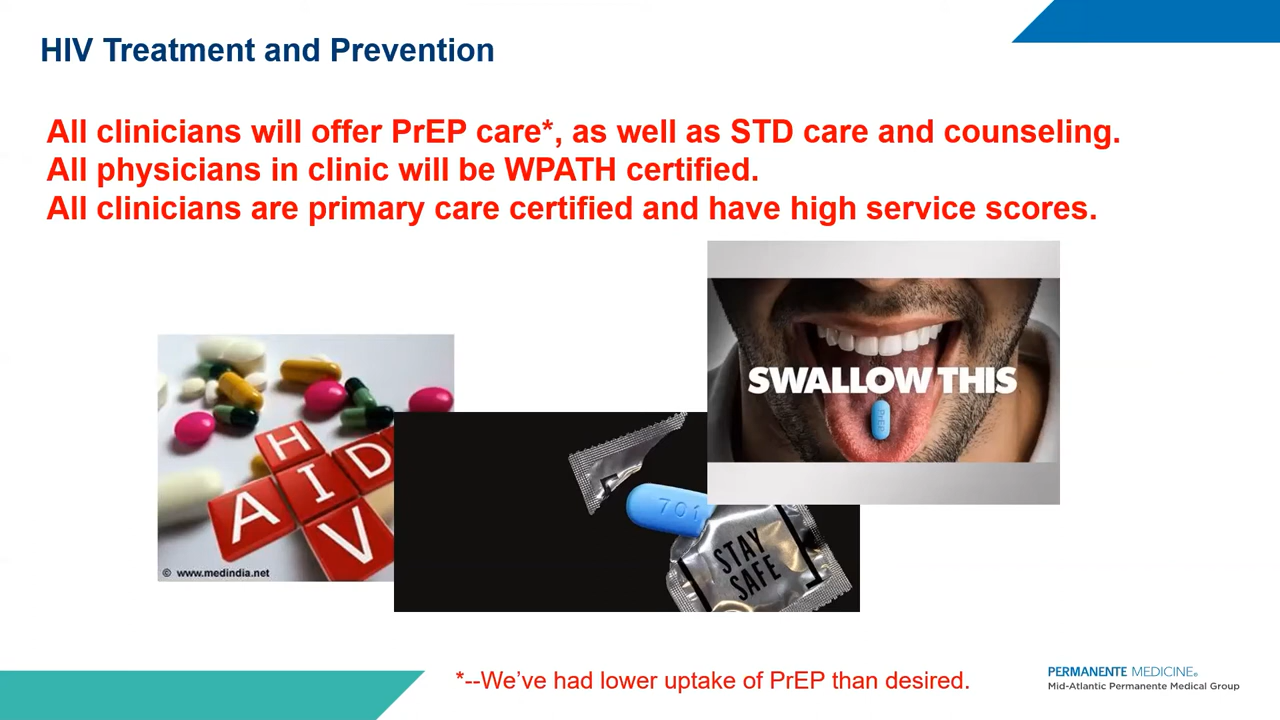 HIV Treatment and Prevention
All clinicians will offer PrEP care*, as well as STD care and counseling.
All physicians in clinic will be WPATH certified.
All clinicians are primary care certified and have high service scores.
SWALLOW THIS
PrEP
H
AID
V
© www.medindia.net
701
STAY
SAFE
*--We’ve had lower uptake of PrEP than desired.
PERMANENTE MEDICINE®
Mid-Atlantic Permanente Medical Group